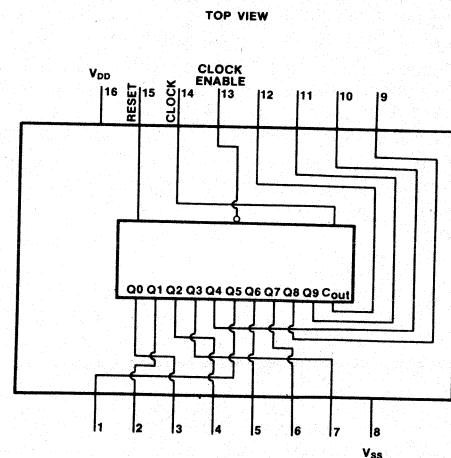 TOP VIEW
VDD
16
RESET
15
CLOCK
14
CLOCK
ENABLE
13
12
11
10
9
Q0 Q1 Q2 Q3 Q4 Q5 Q6 Q7 Q8 Q9 Cout
1
2
3
4
5
6
7
8
VSS